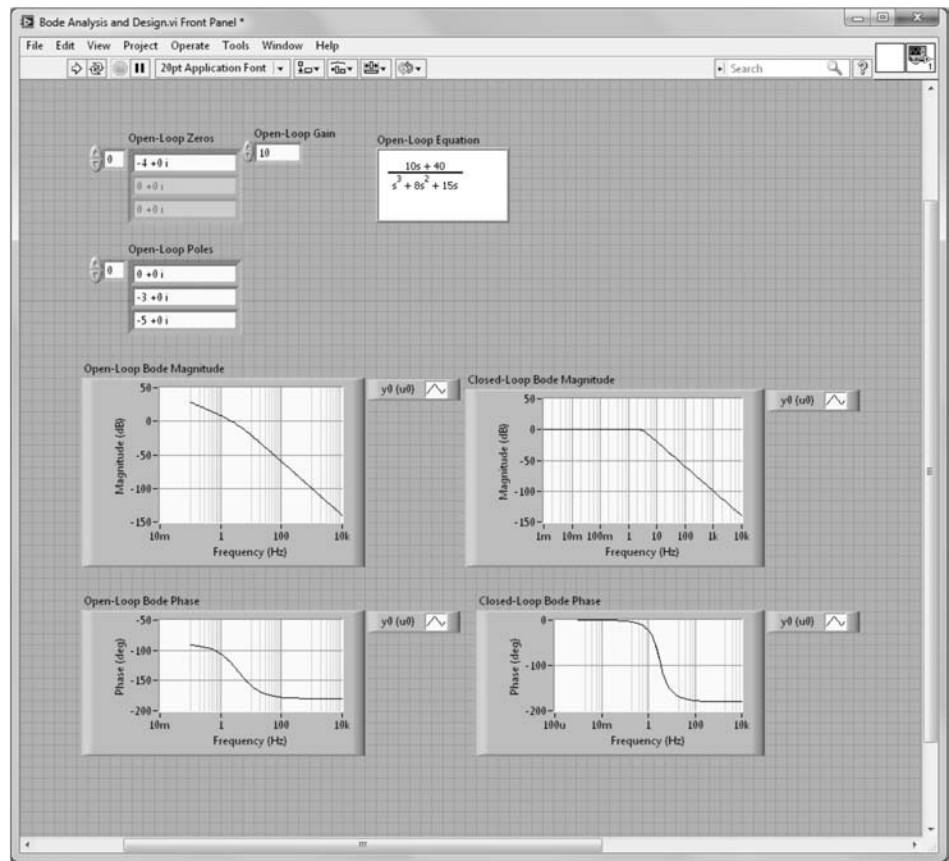 Bode Analysis and Design.vi Front Panel *
File Edit View Project Operate Tools Window Help
20pt Application Font
Search
1
Open-Loop Zeros
0
-4 +0 i
0 +0 i
0 +0 i
Open-Loop Gain
10
Open-Loop Equation
10s + 40
s³ + 8s² + 15s
Open-Loop Poles
0
0 +0 i
-3 +0 i
-5 +0 i
Open-Loop Bode Magnitude
y0 (u0)
Magnitude (dB)
50
0
-50
-100
-150
10m 1 100 10k
Frequency (Hz)
Closed-Loop Bode Magnitude
y0 (u0)
Magnitude (dB)
50
0
-50
-100
-150
1m 10m 100m 1 10 100 1k 10k
Frequency (Hz)
Open-Loop Bode Phase
y0 (u0)
Phase (deg)
-50
-100
-150
-200
10m 1 100 10k
Frequency (Hz)
Closed-Loop Bode Phase
y0 (u0)
Phase (deg)
0
-100
-200
100u 10m 1 100 10k
Frequency (Hz)